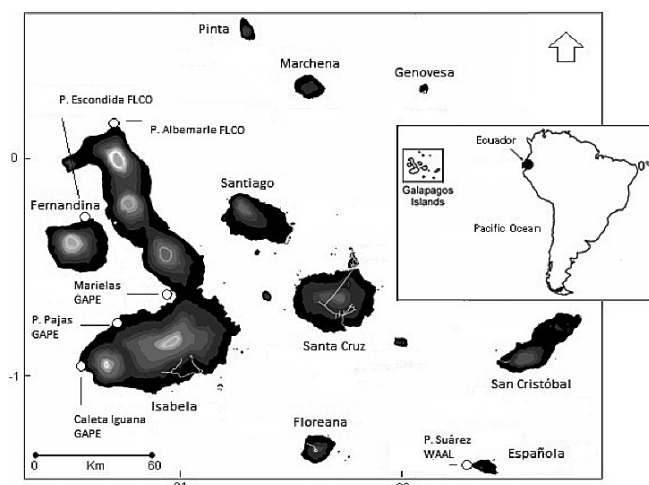 Pinta
Marchena
Genovesa
P. Escondida FLCO
P. Albemarle FLCO
Ecuador
0
0°
Santiago
Galapagos
Islands
Fernandina
Pacific Ocean
Marielas
GAPE
P. Pajas
GAPE
Santa Cruz
-1
San Cristóbal
Isabela
Caleta Iguana
GAPE
Floreana
P. Suárez
WAAL
Española
0 60
Km